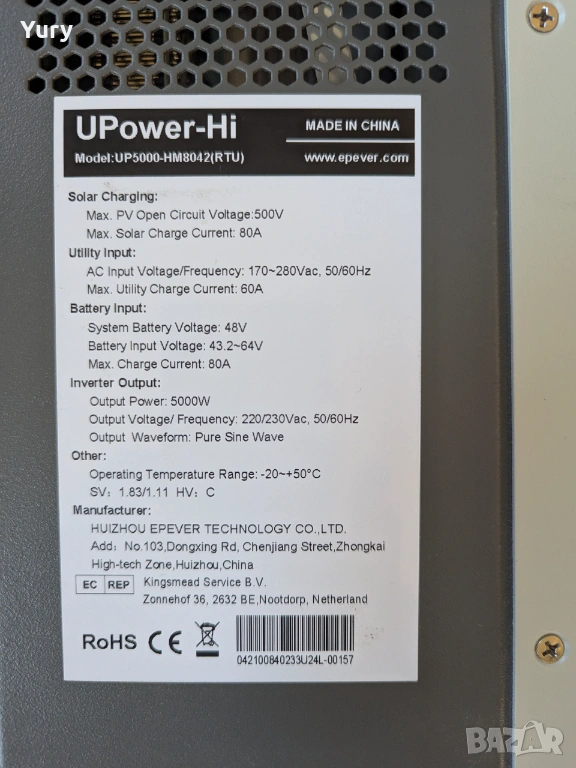 Yury
UPower-Hi
MADE IN CHINA
Model:UP5000-HM8042(RTU)
www.epever.com
Solar Charging:
Max. PV Open Circuit Voltage:500V
Max. Solar Charge Current: 80A
Utility Input:
AC Input Voltage/Frequency: 170~280Vac, 50/60Hz
Max. Utility Charge Current: 60A
Battery Input:
System Battery Voltage: 48V
Battery Input Voltage: 43.2~64V
Max. Charge Current: 80A
Inverter Output:
Output Power: 5000W
Output Voltage/ Frequency: 220/230Vac, 50/60Hz
Output Waveform: Pure Sine Wave
Other:
Operating Temperature Range: -20~+50°C
SV: 1.83/1.11 HV: C
Manufacturer:
HUIZHOU EPEVER TECHNOLOGY CO.,LTD.
Add: No.103,Dongxing Rd, Chenjiang Street,Zhongkai
High-tech Zone,Huizhou,China
EC REP Kingsmead Service B.V.
Zonnehof 36, 2632 BE,Nootdorp, Netherland
RoHS CE
042100840233U24L-00157
BAZAR